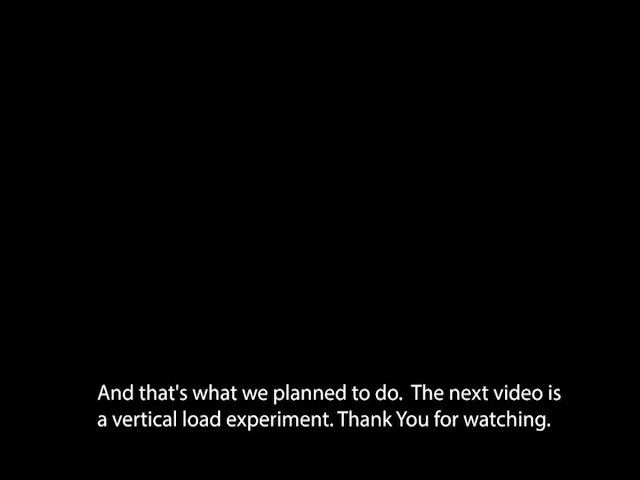 And that's what we planned to do.  The next video is
a vertical load experiment. Thank You for watching.